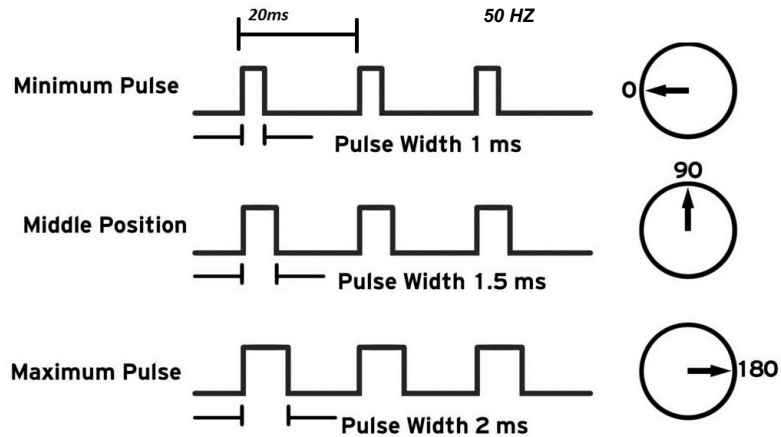 20ms
50 HZ
Minimum Pulse
0
Pulse Width 1 ms
90
Middle Position
Pulse Width 1.5 ms
Maximum Pulse
180
Pulse Width 2 ms